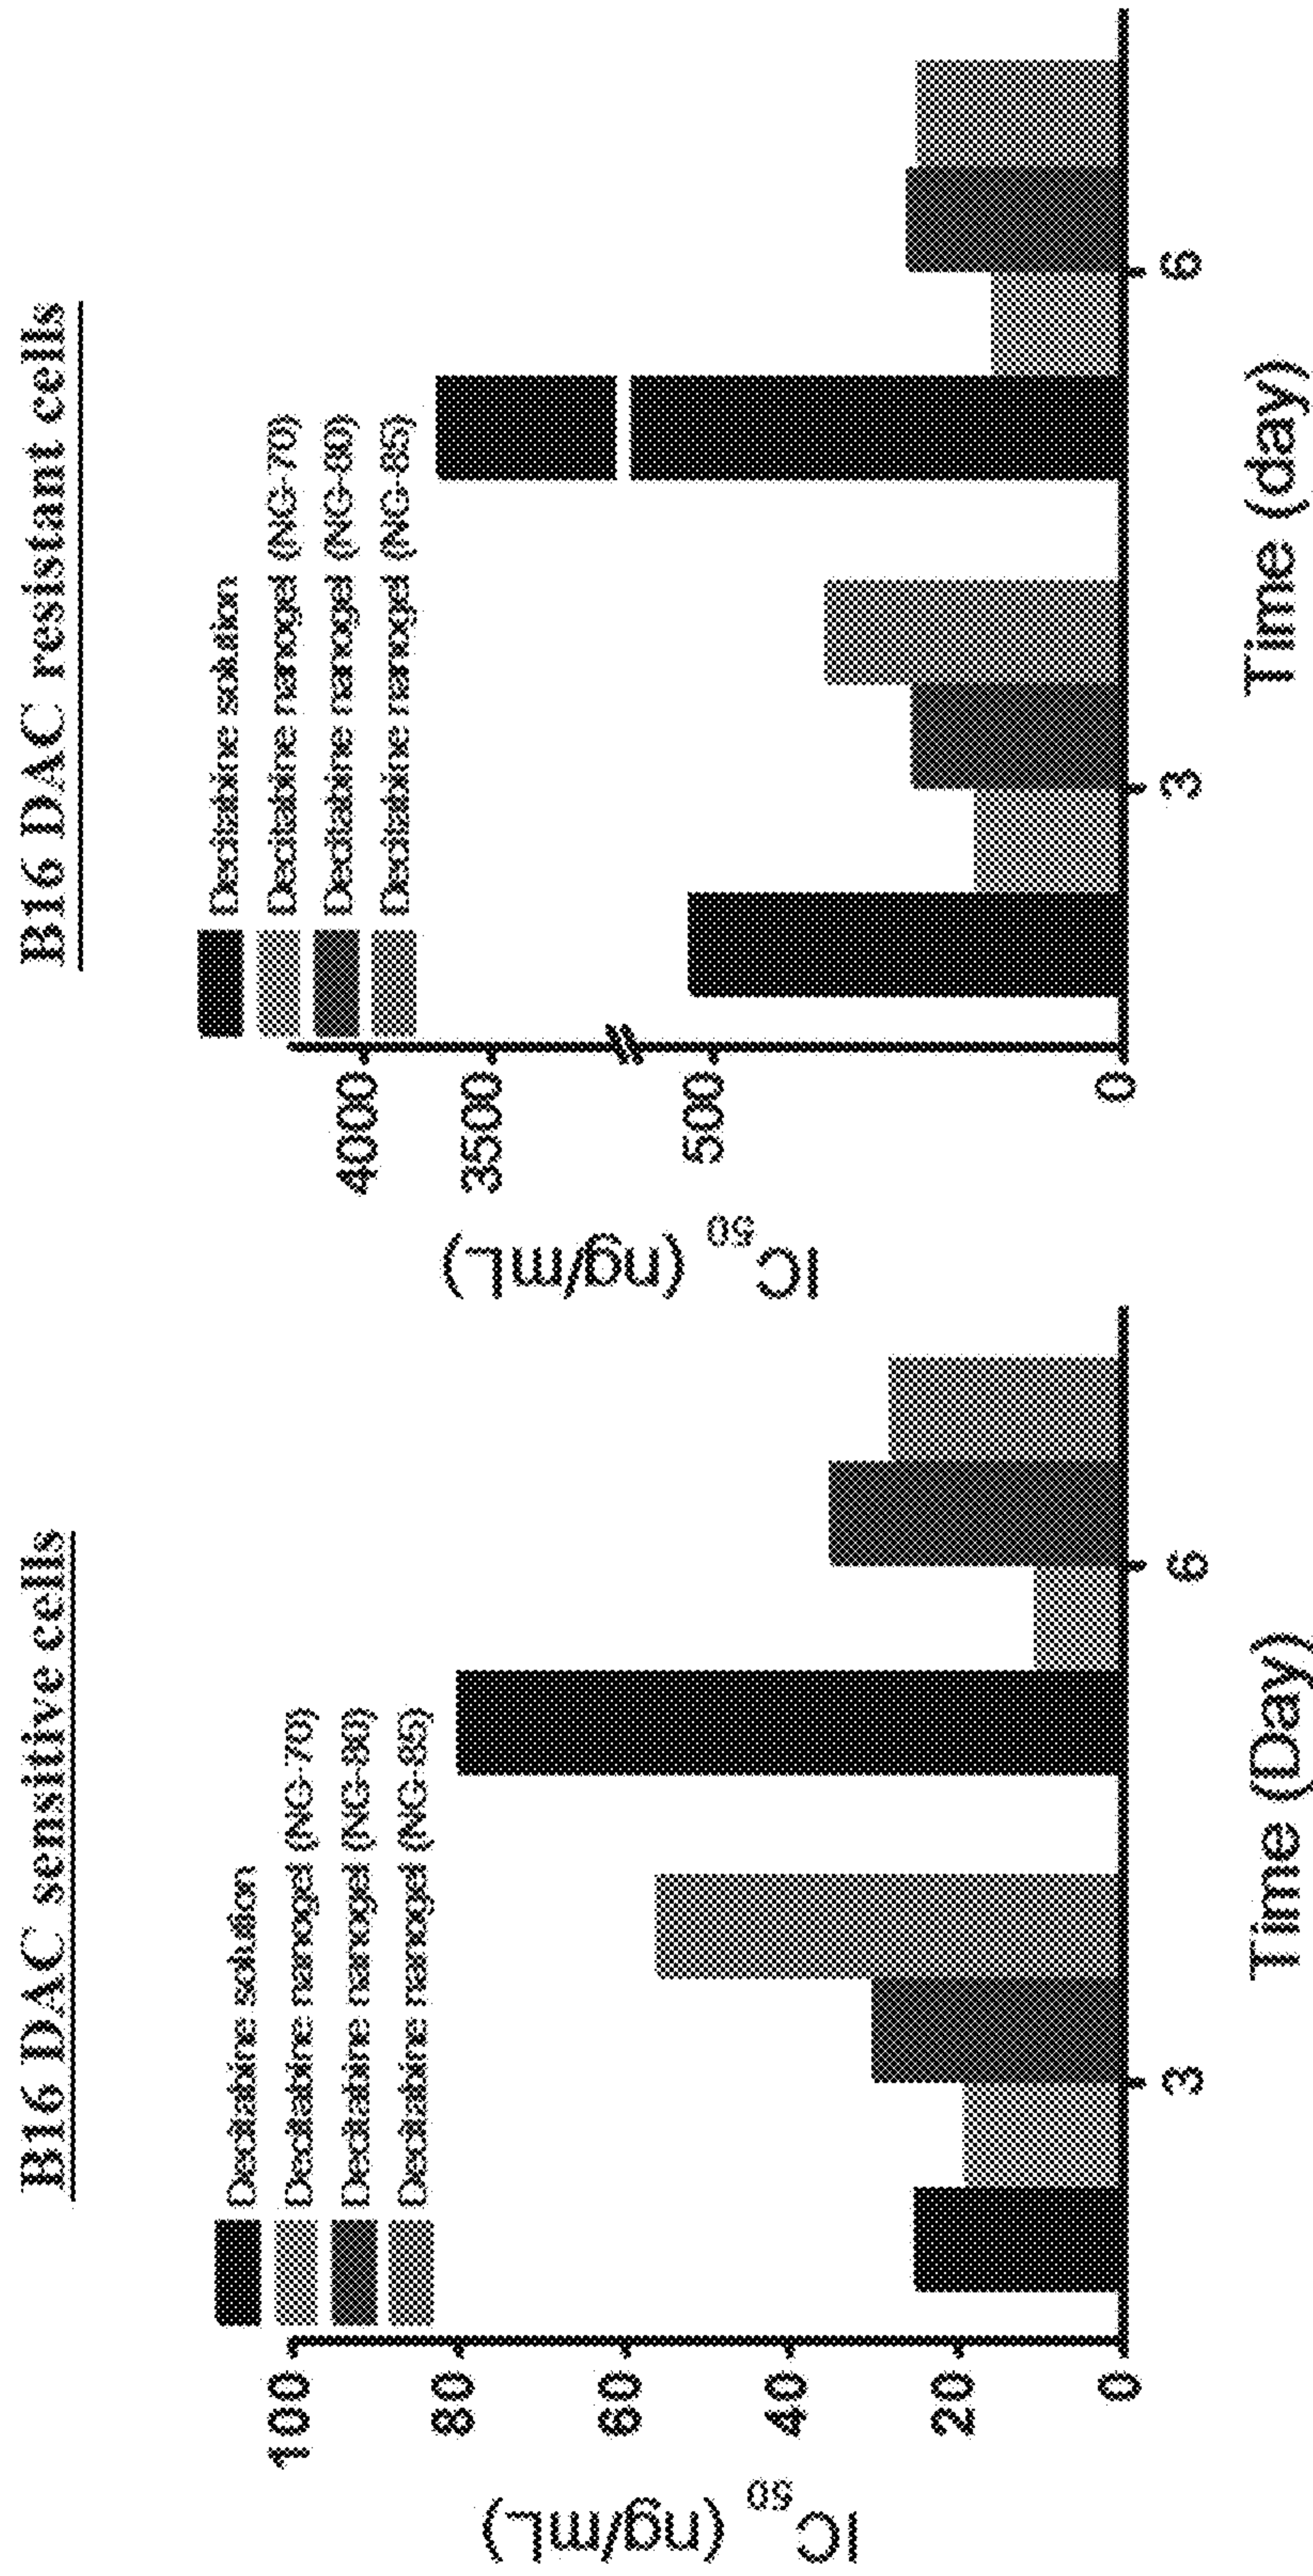 B16 DAC sensitive cells
Decitabine solution
Decitabine nanogel (NG-70)
Decitabine nanogel (NG-80)
Decitabine nanogel (NG-85)
IC50 (ng/mL)
100
80
60
40
20
0
3
6
Time (Day)
B16 DAC resistant cells
Decitabine solution
Decitabine nanogel (NG-70)
Decitabine nanogel (NG-80)
Decitabine nanogel (NG-85)
IC50 (ng/mL)
4000
3500
500
0
3
6
Time (day)